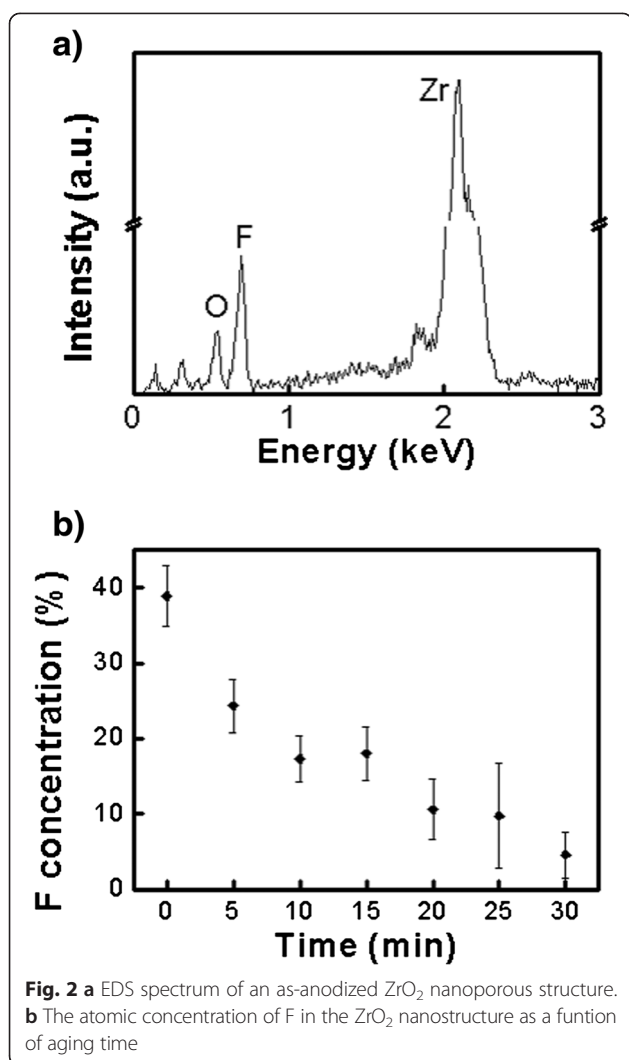 a)
Intensity (a.u.)
Zr
F
O
0 1 2 3
Energy (keV)
b)
F concentration (%)
40
30
20
10
0
0 5 10 15 20 25 30
Time (min)
Fig. 2 a EDS spectrum of an as-anodized ZrO₂ nanoporous structure.
b The atomic concentration of F in the ZrO₂ nanostructure as a funtion
of aging time